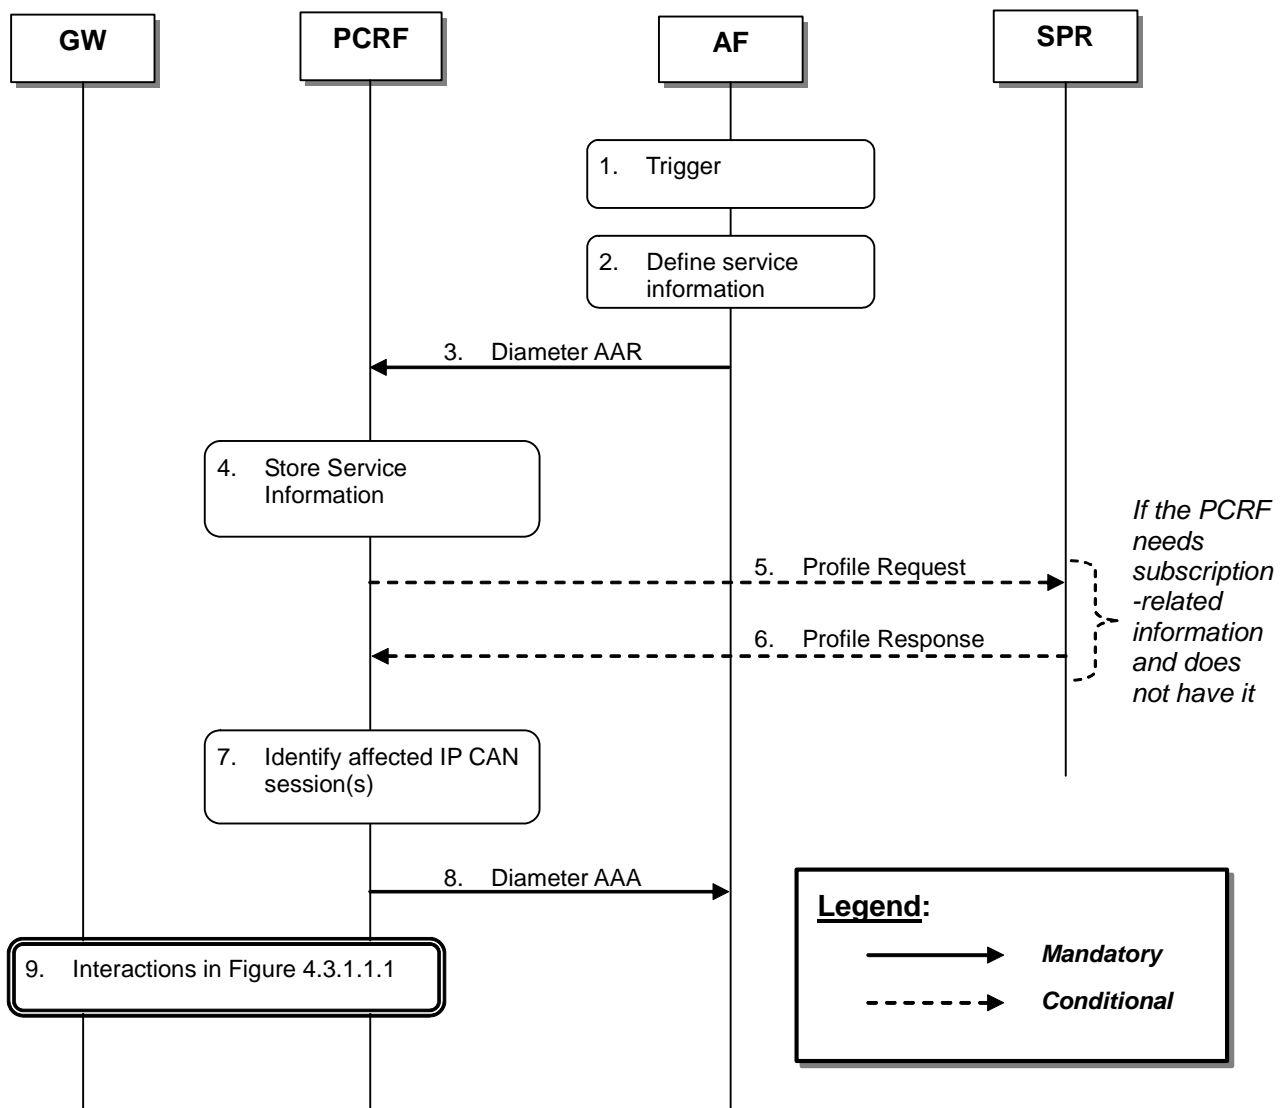 GW
PCRF
AF
SPR
1. Trigger
2. Define service
information
3. Diameter AAR
4. Store Service
Information
5. Profile Request
6. Profile Response
If the PCRF
needs
subscription
-related
information
and does
not have it
7. Identify affected IP CAN
session(s)
8. Diameter AAA
9. Interactions in Figure 4.3.1.1.1
Legend:
Mandatory
Conditional